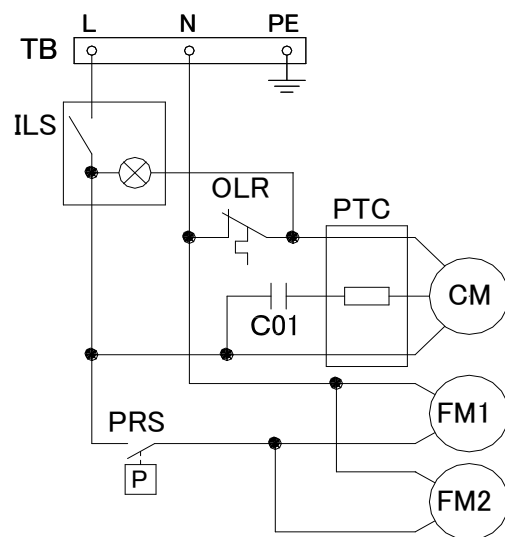 L N PE
TB
ILS
OLR
PTC
CM
C01
PRS
FM1
P
FM2